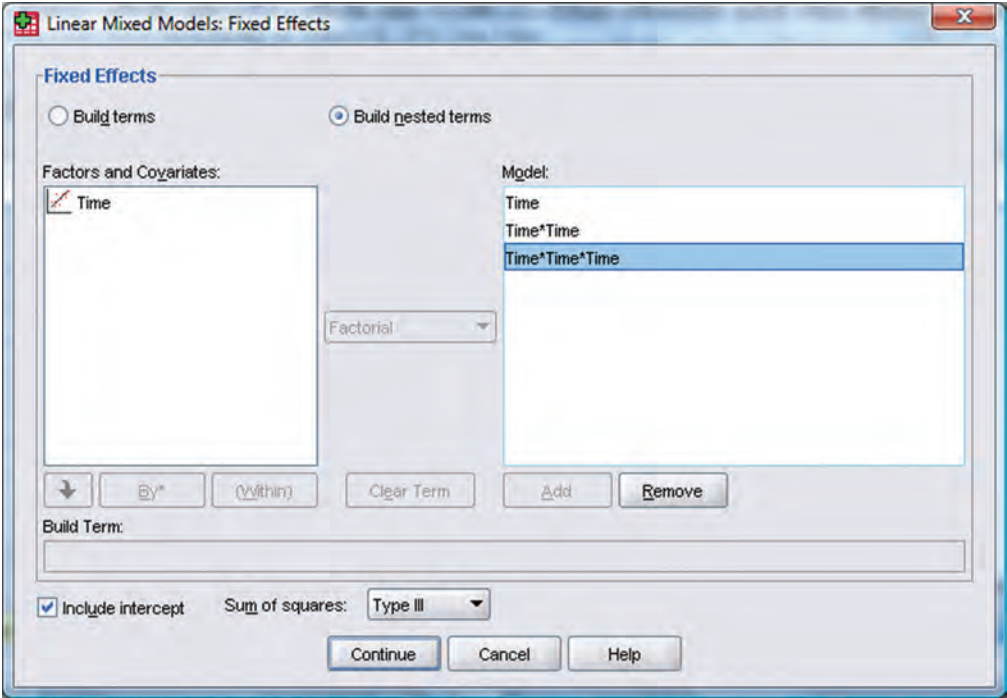 Linear Mixed Models: Fixed Effects
Fixed Effects
Build terms
Build nested terms
Factors and Covariates:
Model:
Time
Time
Time*Time
Time*Time*Time
Factorial
By*
(Within)
Clear Term
Add
Remove
Build Term:
Include intercept
Sum of squares:
Type III
Continue
Cancel
Help